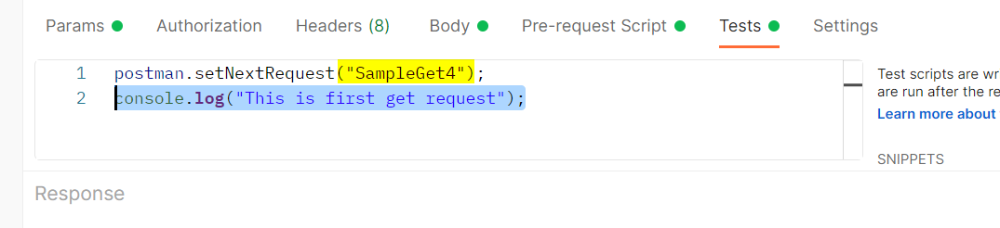 Params Authorization Headers (8) Body Pre-request Script Tests Settings
1 postman.setNextRequest("SampleGet4");
2 console.log("This is first get request");
Test scripts are wr
are run after the re
Learn more about
SNIPPETS
Response